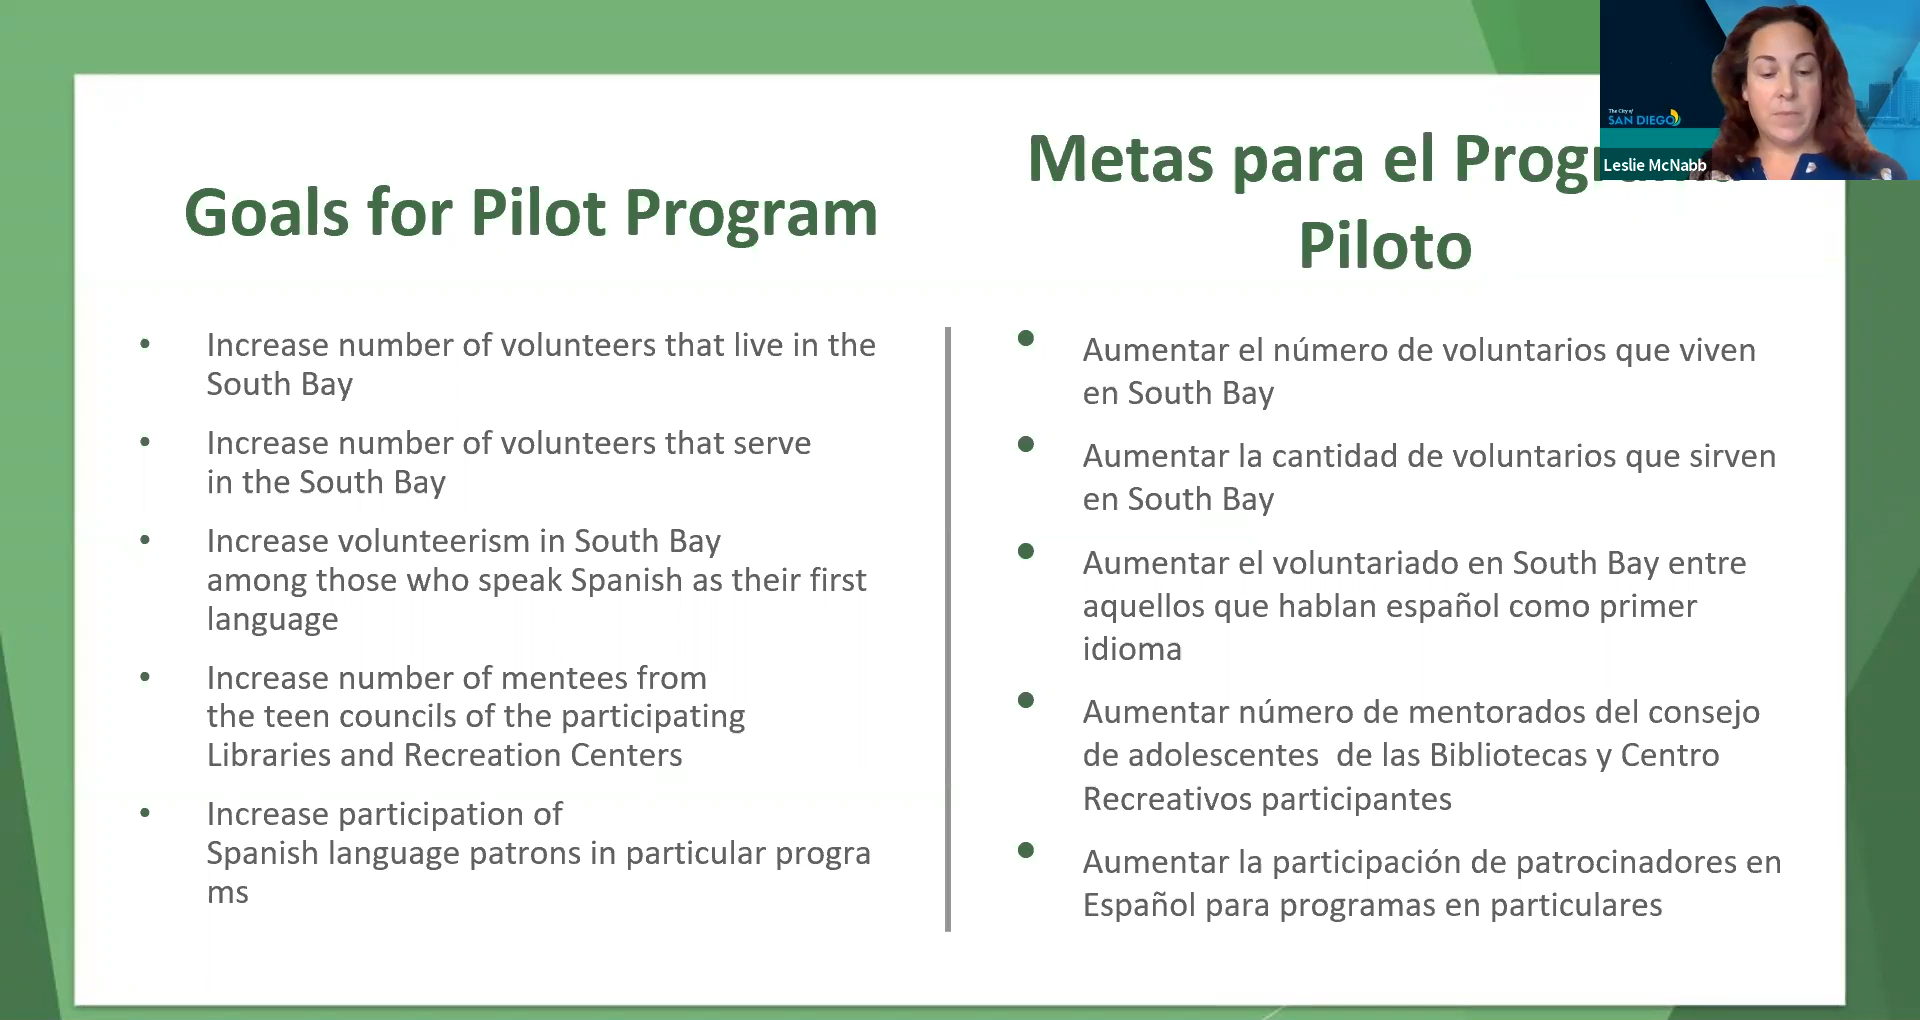 Goals for Pilot Program
Increase number of volunteers that live in the
South Bay
Increase number of volunteers that serve
in the South Bay
Increase volunteerism in South Bay
among those who speak Spanish as their first
language
Increase number of mentees from
the teen councils of the participating
Libraries and Recreation Centers
Increase participation of
Spanish language patrons in particular progra
ms
Metas para el
Piloto
Aumentar el número de voluntarios que viven
en South Bay
Aumentar la cantidad de voluntarios que sirven
en South Bay
Aumentar el voluntariado en South Bay entre
aquellos que hablan español como primer
idioma
Aumentar número de mentorados del consejo
de adolescentes de las Bibliotecas y Centro
Recreativos participantes
Aumentar la participación de patrocinadores en
Español para programas en particulares
The City of
SAN DIEGO
Leslie McNabb